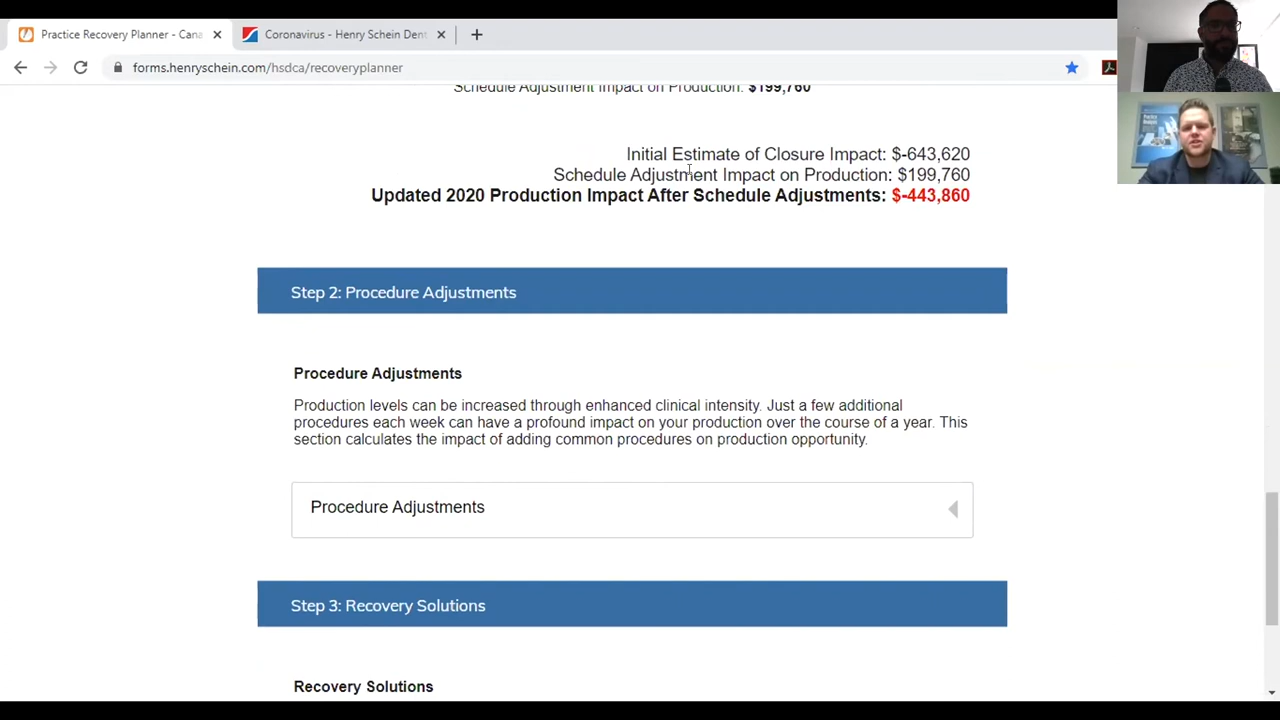 Practice Recovery Planner - Cana
Coronavirus - Henry Schein Dent
forms.henryschein.com/hsdca/recoveryplanner
Schedule Adjustment Impact on Production: $199,760
Initial Estimate of Closure Impact: $-643,620
Schedule Adjustment Impact on Production: $199,760
Updated 2020 Production Impact After Schedule Adjustments: $-443,860
Step 2: Procedure Adjustments
Procedure Adjustments
Production levels can be increased through enhanced clinical intensity. Just a few additional
procedures each week can have a profound impact on your production over the course of a year. This
section calculates the impact of adding common procedures on production opportunity.
Procedure Adjustments
Step 3: Recovery Solutions
Recovery Solutions